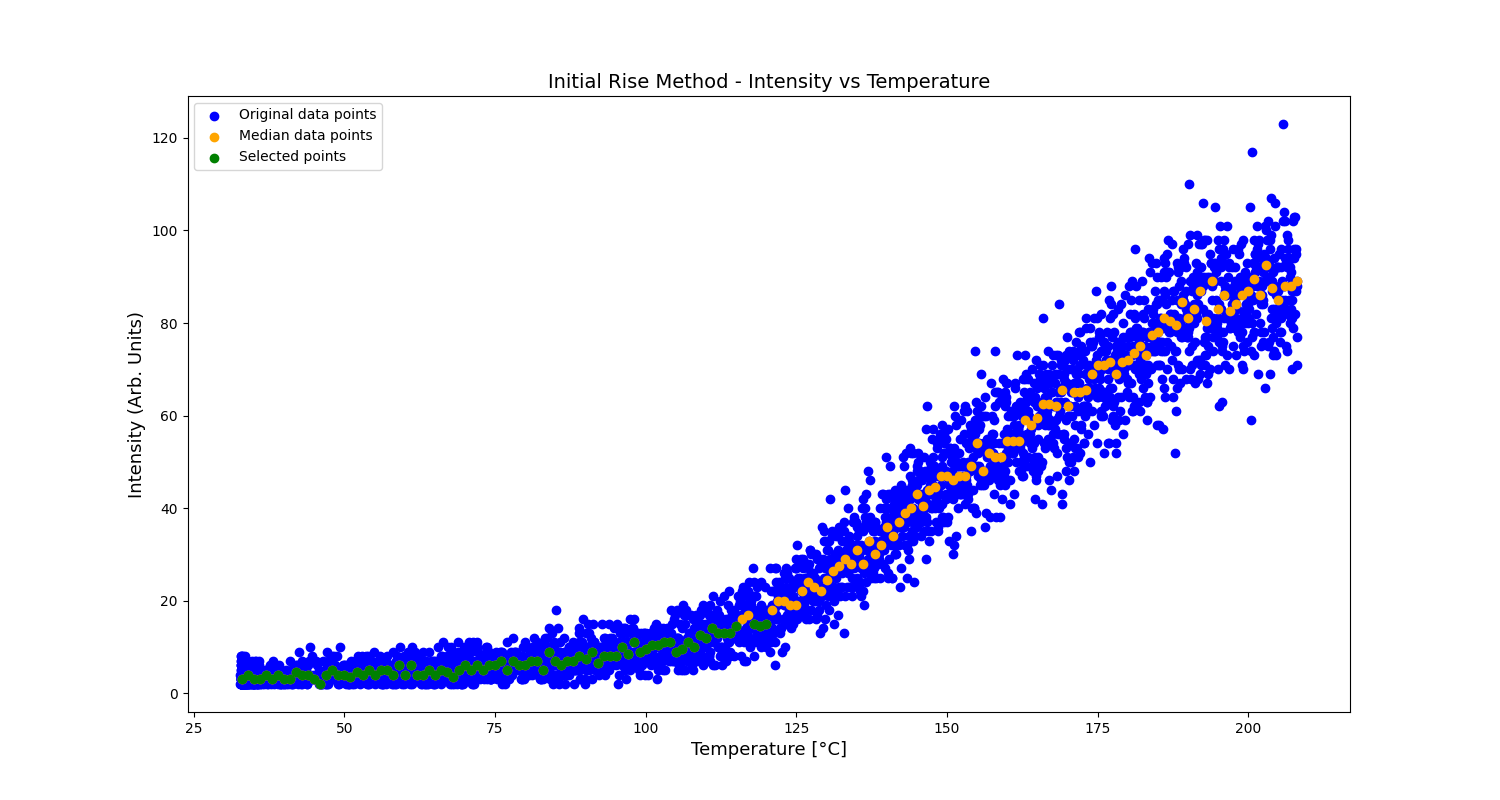 Initial Rise Method - Intensity vs Temperature
Original data points
Median data points
Selected points
Intensity (Arb. Units)
120
100
80
60
40
20
0
25 50 75 100 125 150 175 200
Temperature [°C]